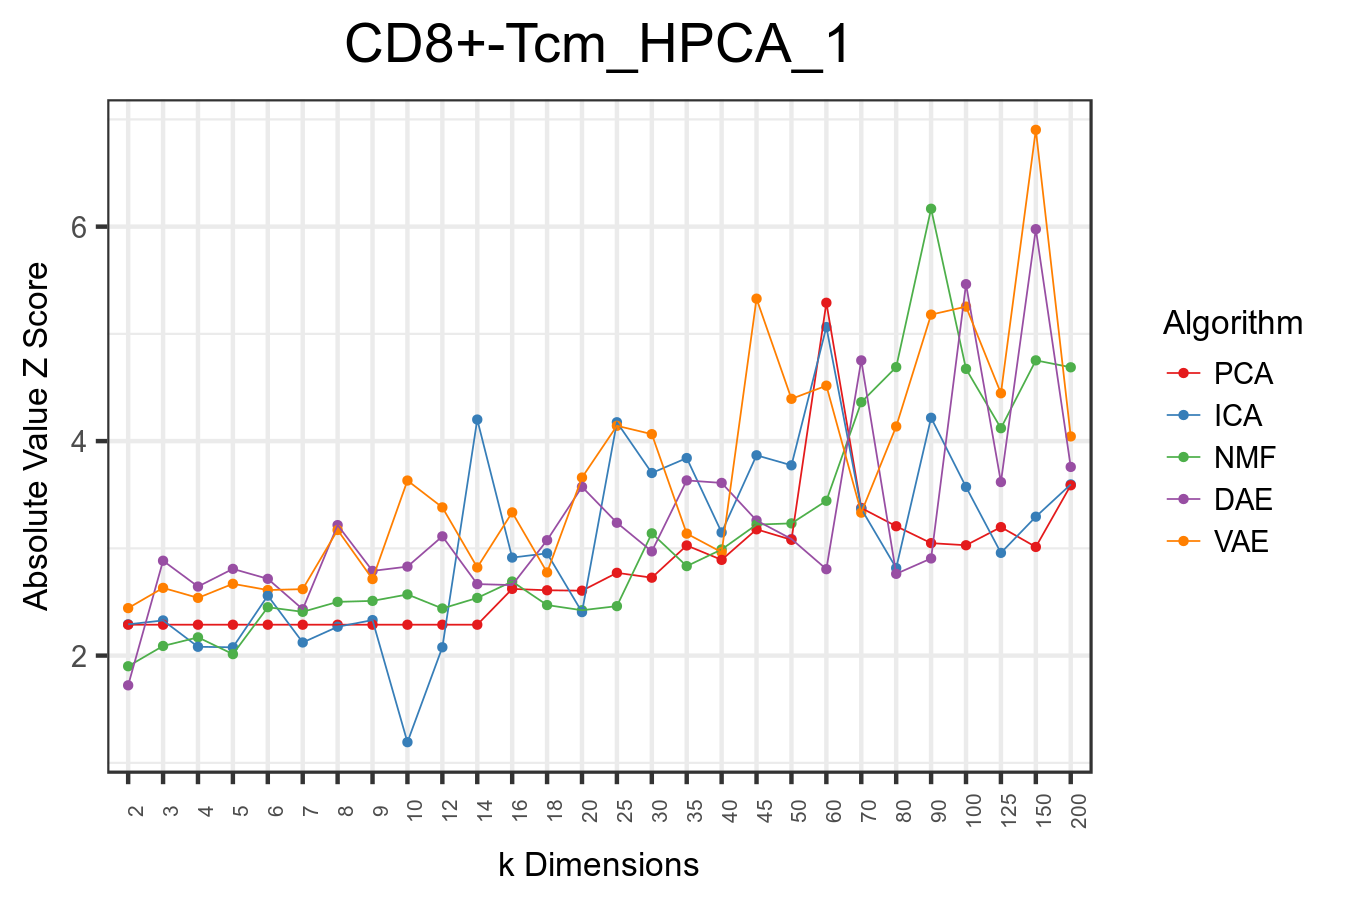 CD8+-Tcm_HPCA_1
Absolute Value Z Score
6
4
2
2 3 4 5 6 7 8 9 10 12 14 16 18 20 25 30 35 40 45 50 60 70 80 90 100 125 150 200
k Dimensions
Algorithm
PCA
ICA
NMF
DAE
VAE